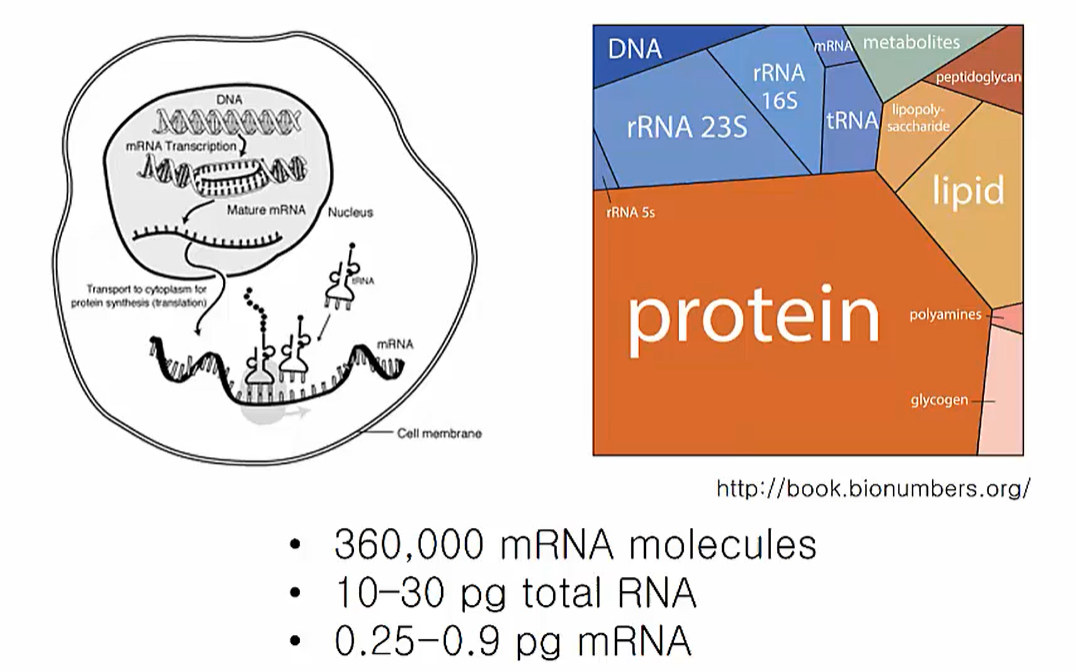 DNA
mRNA Transcription
Mature mRNA
Nucleus
tRNA
Transport to cytoplasm for
protein synthesis (translation)
mRNA
Cell membrane
DNA
mRNA
metabolites
rRNA
16S
peptidoglycan
rRNA 23S
tRNA
lipopoly-
saccharide
lipid
rRNA 5s
protein
polyamines
glycogen
http://book.bionumbers.org/
• 360,000 mRNA molecules
• 10–30 pg total RNA
• 0.25–0.9 pg mRNA